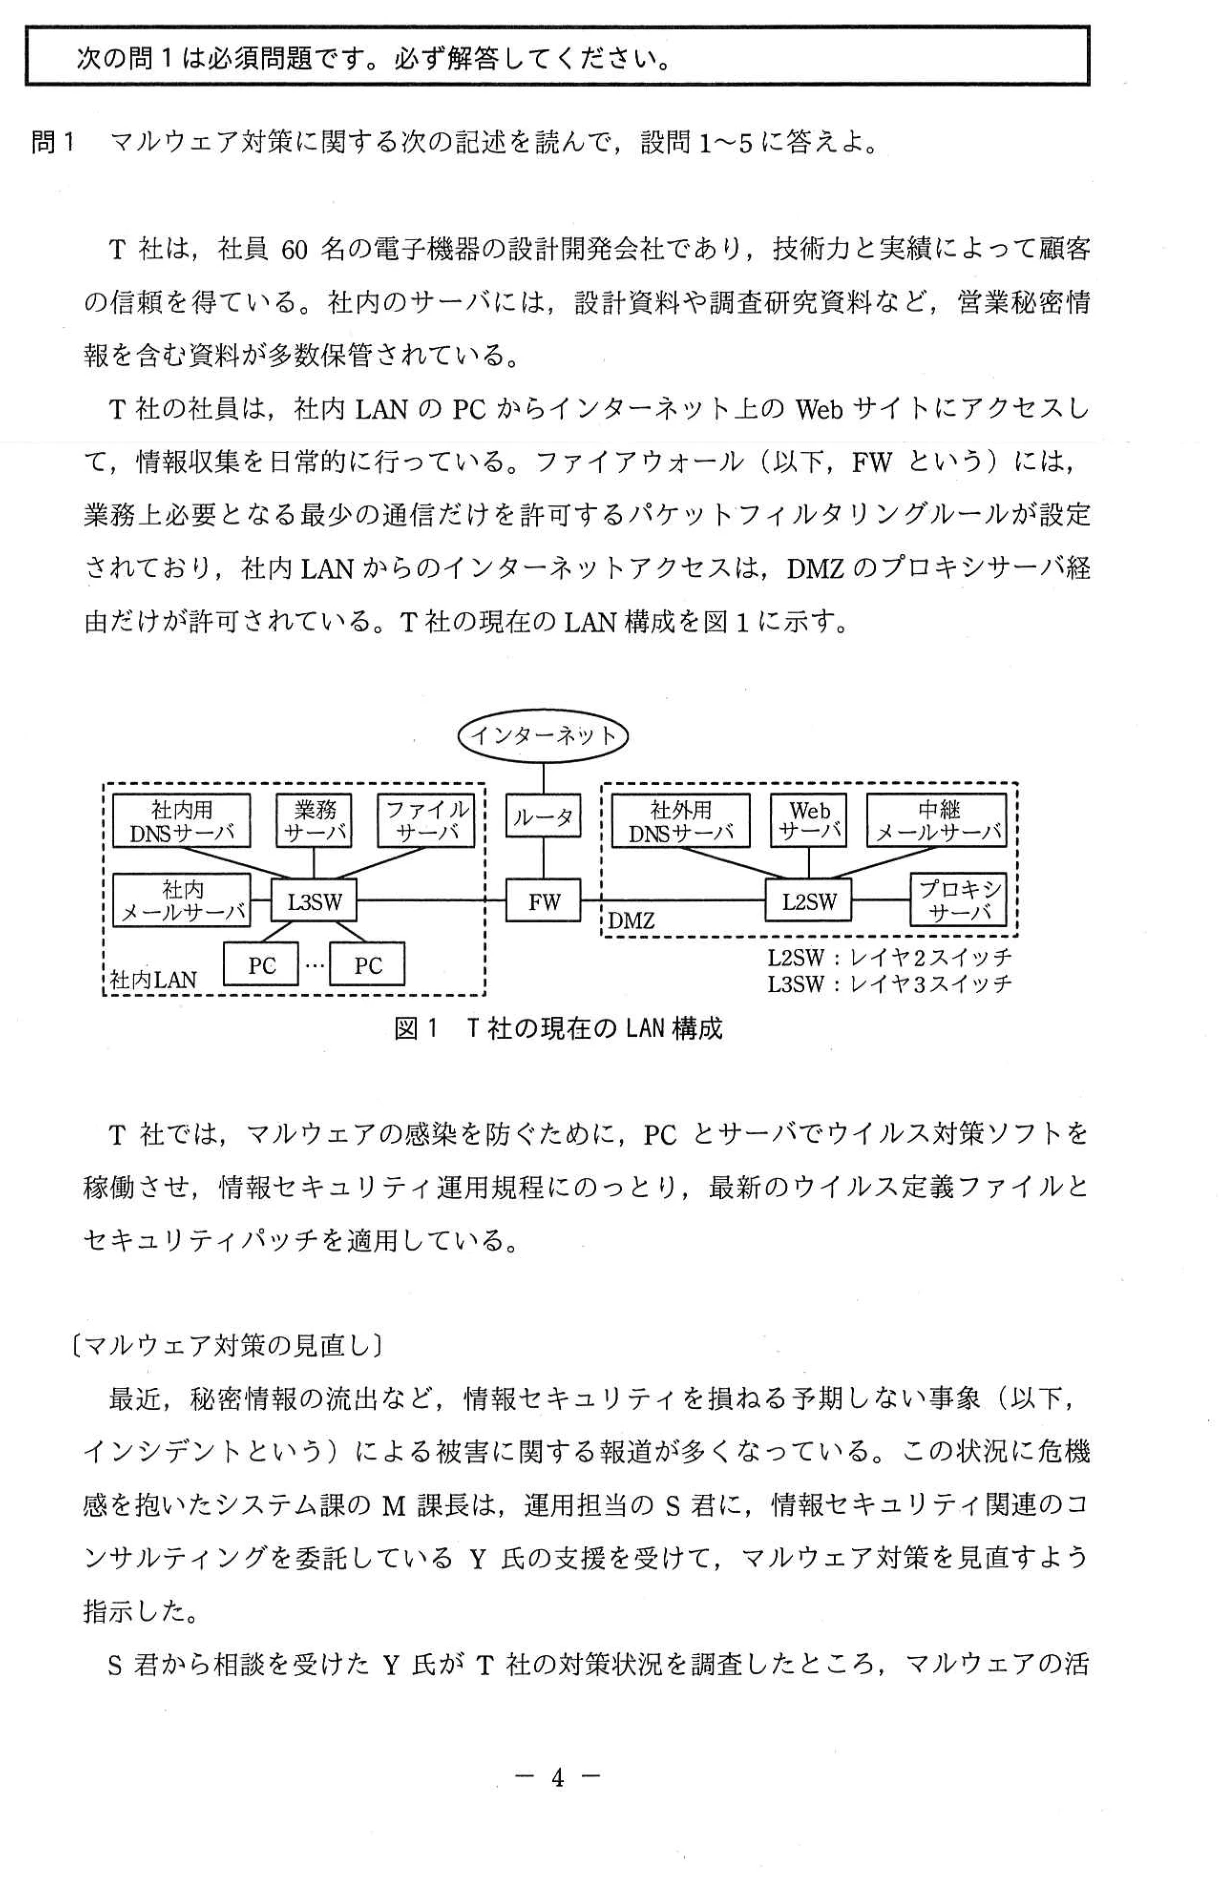 次の問1は必須問題です。必ず解答してください。
問1 マルウェア対策に関する次の記述を読んで，設問1〜5に答えよ。
T社は，社員60名の電子機器の設計開発会社であり，技術力と実績によって顧客
の信頼を得ている。社内のサーバには，設計資料や調査研究資料など，営業秘密情
報を含む資料が多数保管されている。
T社の社員は，社内LANのPCからインターネット上のWebサイトにアクセスし
て，情報収集を日常的に行っている。ファイアウォール（以下，FWという）には，
業務上必要となる最少の通信だけを許可するパケットフィルタリングルールが設定
されており，社内LANからのインターネットアクセスは，DMZのプロキシサーバ経
由だけが許可されている。T社の現在のLAN構成を図1に示す。
インターネット
社内用
DNSサーバ
業務
サーバ
ファイル
サーバ
ルータ
社外用
DNSサーバ
Web
サーバ
中継
メールサーバ
社内
メールサーバ
L3SW
FW
L2SW
プロキシ
サーバ
DMZ
PC
…
PC
社内LAN
L2SW：レイヤ2スイッチ
L3SW：レイヤ3スイッチ
図1 T社の現在のLAN構成
T社では，マルウェアの感染を防ぐために，PCとサーバでウイルス対策ソフトを
稼働させ，情報セキュリティ運用規程にのっとり，最新のウイルス定義ファイルと
セキュリティパッチを適用している。
〔マルウェア対策の見直し〕
最近，秘密情報の流出など，情報セキュリティを損ねる予期しない事象（以下，
インシデントという）による被害に関する報道が多くなっている。この状況に危機
感を抱いたシステム課のM課長は，運用担当のS君に，情報セキュリティ関連のコ
ンサルティングを委託しているY氏の支援を受けて，マルウェア対策を見直すよう
指示した。
S君から相談を受けたY氏がT社の対策状況を調査したところ，マルウェアの活
－ 4 －